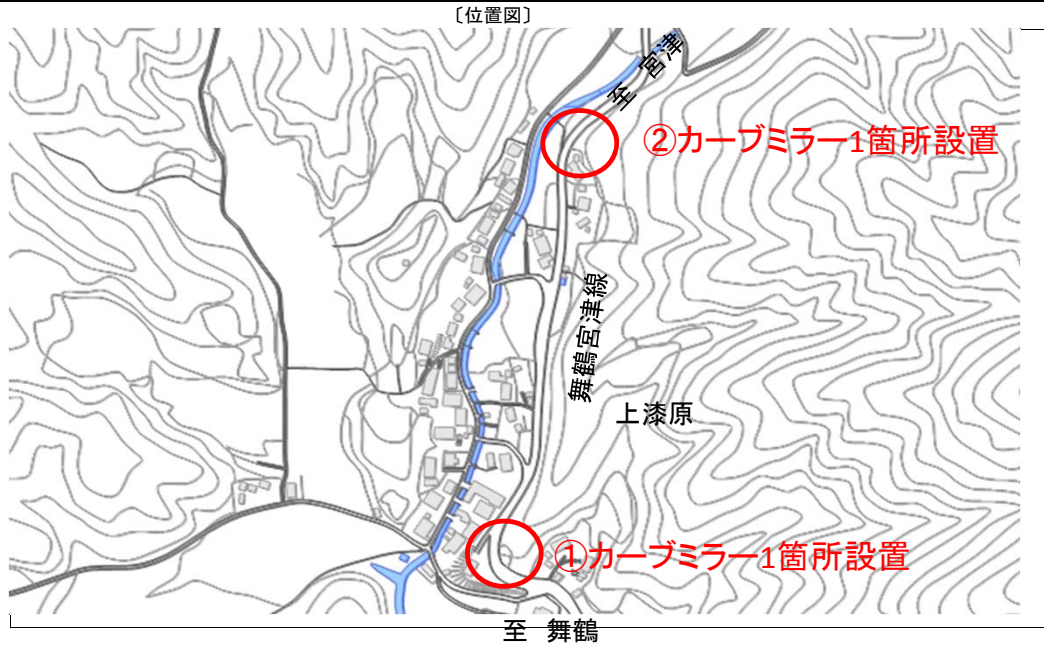 〔位置図〕
至 宮津
②カーブミラー1箇所設置
舞鶴宮津線
上漆原
①カーブミラー1箇所設置
至 舞鶴